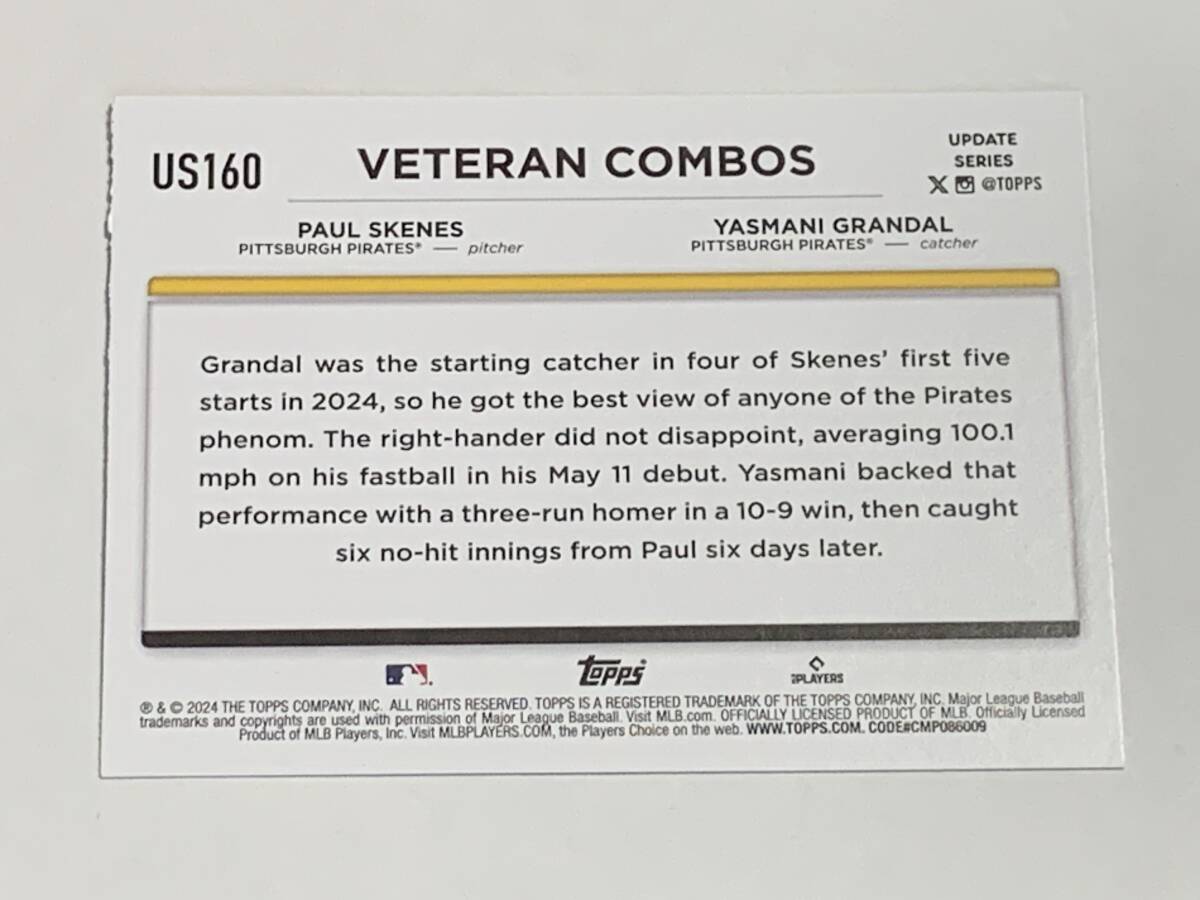 US160
VETERAN COMBOS
UPDATE
SERIES
X @TOPPS
PAUL SKENES
PITTSBURGH PIRATES® — pitcher
YASMANI GRANDAL
PITTSBURGH PIRATES® — catcher
Grandal was the starting catcher in four of Skenes' first five
starts in 2024, so he got the best view of anyone of the Pirates
phenom. The right-hander did not disappoint, averaging 100.1
mph on his fastball in his May 11 debut. Yasmani backed that
performance with a three-run homer in a 10-9 win, then caught
six no-hit innings from Paul six days later.
topps
PLAYERS
® & © 2024 THE TOPPS COMPANY, INC. ALL RIGHTS RESERVED. TOPPS IS A REGISTERED TRADEMARK OF THE TOPPS COMPANY, INC. Major League Baseball
trademarks and copyrights are used with permission of Major League Baseball. Visit MLB.com. OFFICIALLY LICENSED PRODUCT OF MLB. Officially Licensed
Product of MLB Players, Inc. Visit MLBPLAYERS.COM, the Players Choice on the web. WWW.TOPPS.COM. CODE#CMP086009